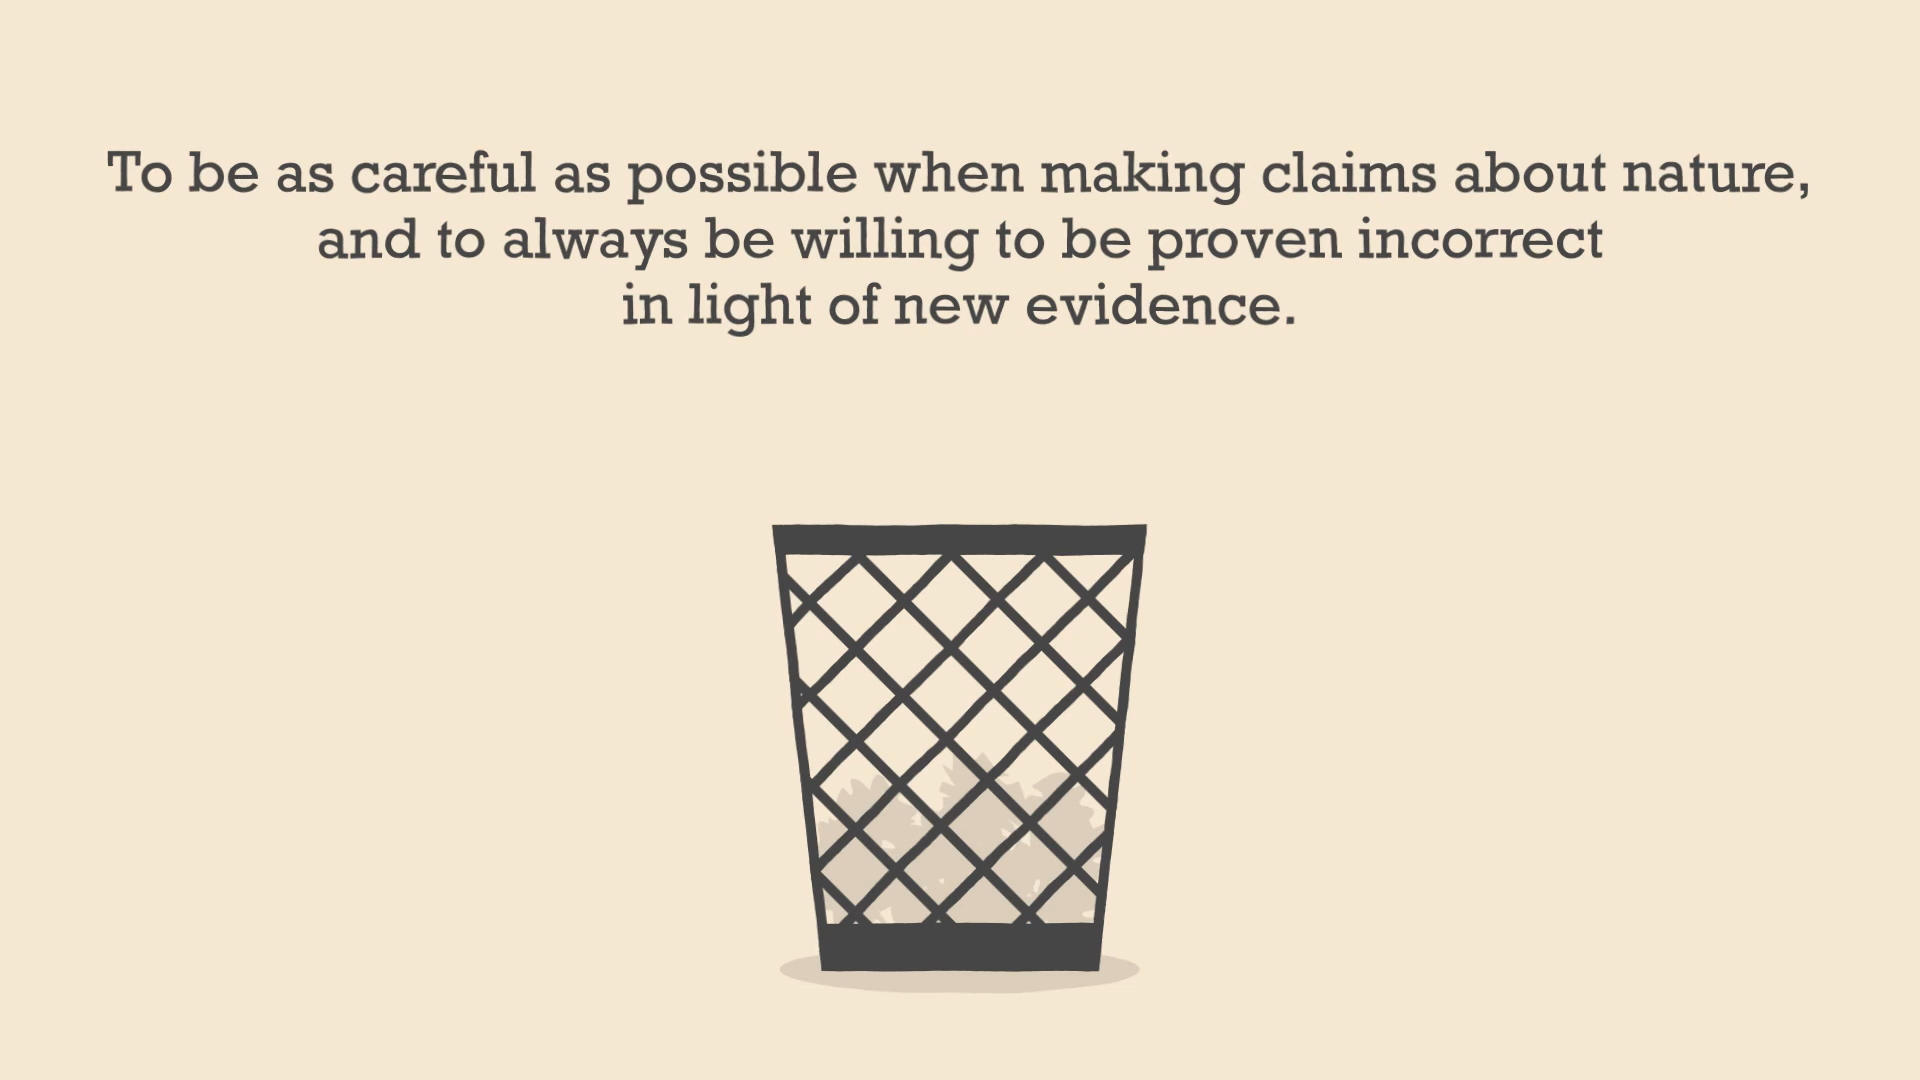 To be as careful as possible when making claims about nature,
and to always be willing to be proven incorrect
in light of new evidence.